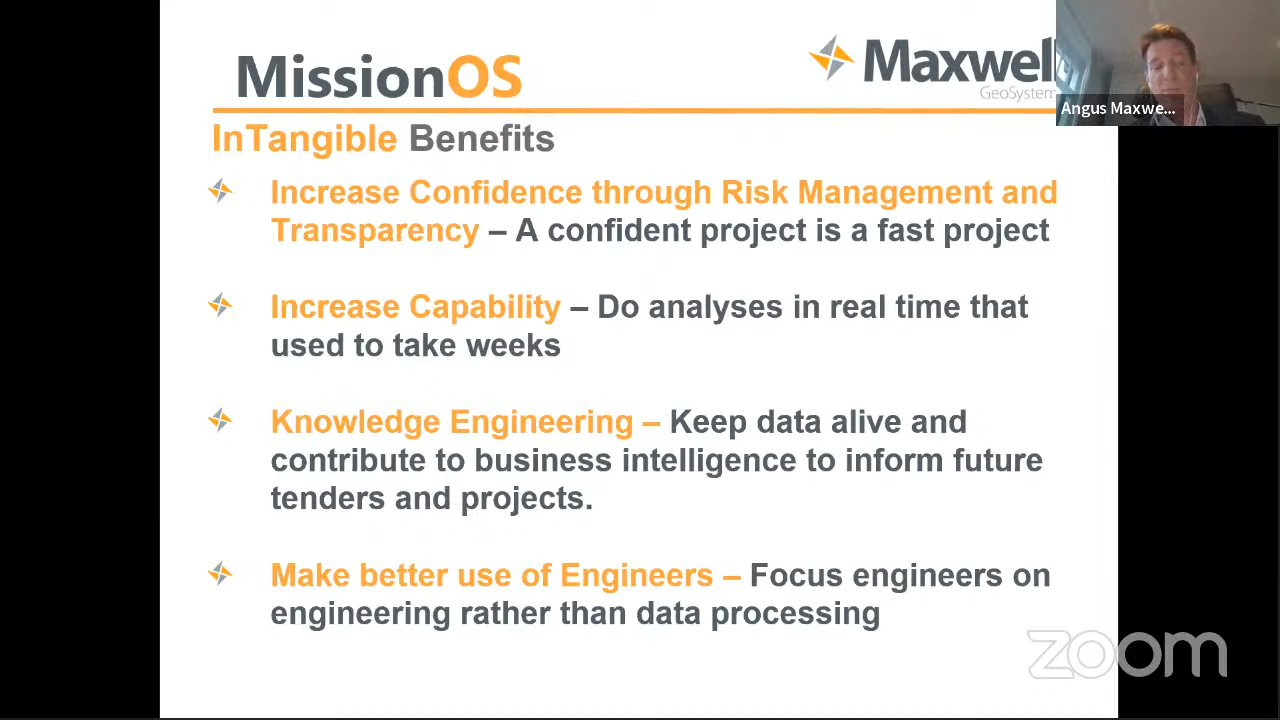 MissionOS
Maxwell
GeoSystem
Angus Maxwe...
InTangible Benefits
Increase Confidence through Risk Management and
Transparency – A confident project is a fast project
Increase Capability – Do analyses in real time that
used to take weeks
Knowledge Engineering – Keep data alive and
contribute to business intelligence to inform future
tenders and projects.
Make better use of Engineers – Focus engineers on
engineering rather than data processing
zoom